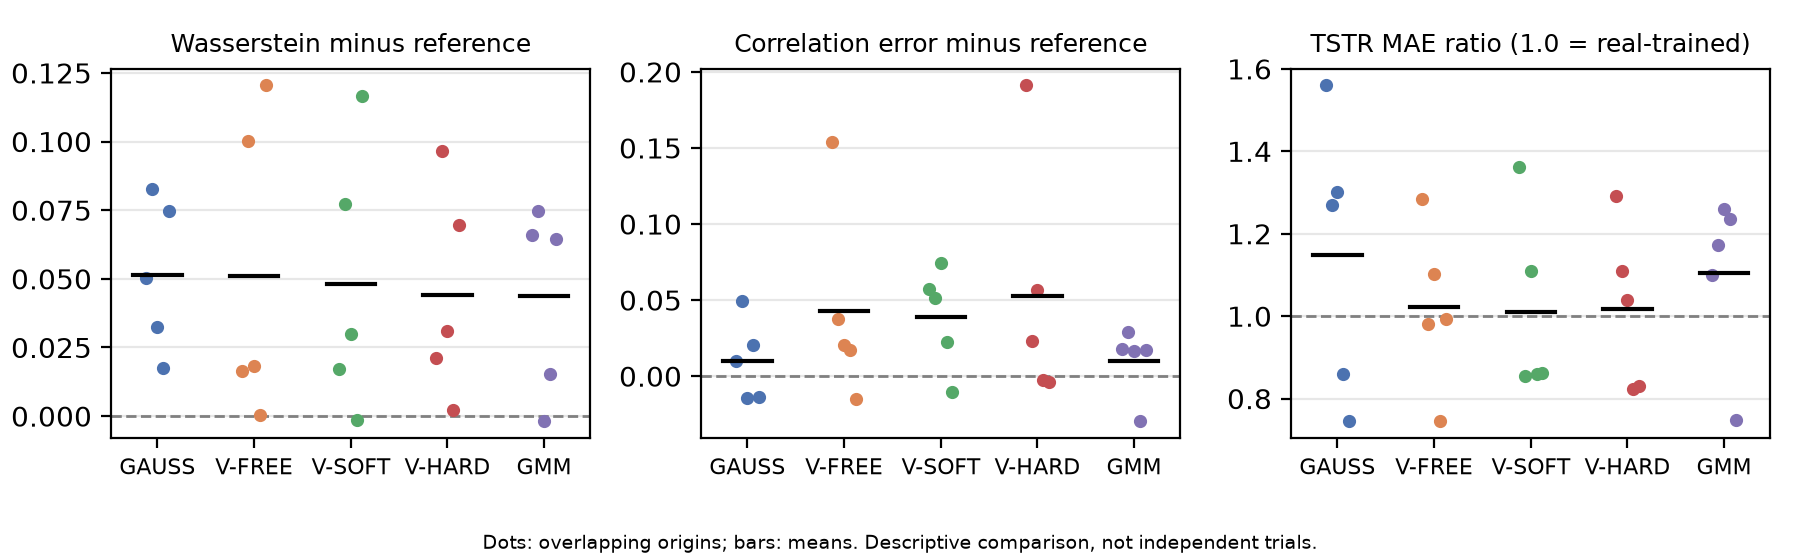 Wasserstein minus reference
0.125
0.100
0.075
0.050
0.025
0.000
GAUSS V-FREE V-SOFT V-HARD GMM
Correlation error minus reference
0.20
0.15
0.10
0.05
0.00
GAUSS V-FREE V-SOFT V-HARD GMM
TSTR MAE ratio (1.0 = real-trained)
1.6
1.4
1.2
1.0
0.8
GAUSS V-FREE V-SOFT V-HARD GMM
Dots: overlapping origins; bars: means. Descriptive comparison, not independent trials.